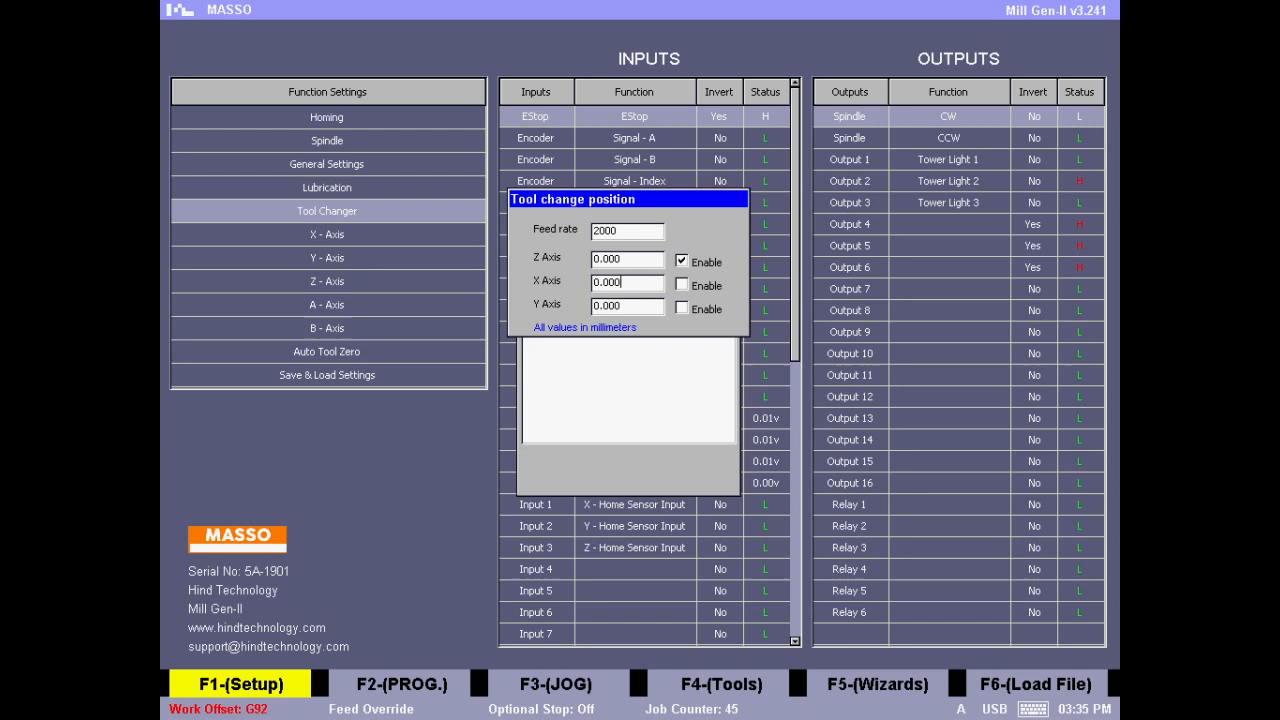 MASSO Mill Gen-II v3.241
INPUTS OUTPUTS
Function Settings
Homing
Spindle
General Settings
Lubrication
Tool Changer
X - Axis
Y - Axis
Z - Axis
A - Axis
B - Axis
Auto Tool Zero
Save & Load Settings
Inputs Function Invert Status
EStop EStop Yes H
Encoder Signal - A No L
Encoder Signal - B No L
Encoder Signal - Index No L
L
L
L
L
L
L
L
L
L
L
0.01v
0.01v
0.01v
0.00v
Input 1 X - Home Sensor Input No L
Input 2 Y - Home Sensor Input No L
Input 3 Z - Home Sensor Input No L
Input 4 No L
Input 5 No L
Input 6 No L
Input 7 No L
Tool change position
Feed rate 2000
Z Axis 0.000 Enable
X Axis 0.000 Enable
Y Axis 0.000 Enable
All values in millimeters
Outputs Function Invert Status
Spindle CW No L
Spindle CCW No L
Output 1 Tower Light 1 No L
Output 2 Tower Light 2 No H
Output 3 Tower Light 3 No L
Output 4 Yes H
Output 5 Yes H
Output 6 Yes H
Output 7 No L
Output 8 No L
Output 9 No L
Output 10 No L
Output 11 No L
Output 12 No L
Output 13 No L
Output 14 No L
Output 15 No L
Output 16 No L
Relay 1 No L
Relay 2 No L
Relay 3 No L
Relay 4 No L
Relay 5 No L
Relay 6 No L
MASSO
Serial No: 5A-1901
Hind Technology
Mill Gen-II
www.hindtechnology.com
support@hindtechnology.com
F1-(Setup) F2-(PROG.) F3-(JOG) F4-(Tools) F5-(Wizards) F6-(Load File)
Work Offset: G92 Feed Override Optional Stop: Off Job Counter: 45 A USB 03:35 PM